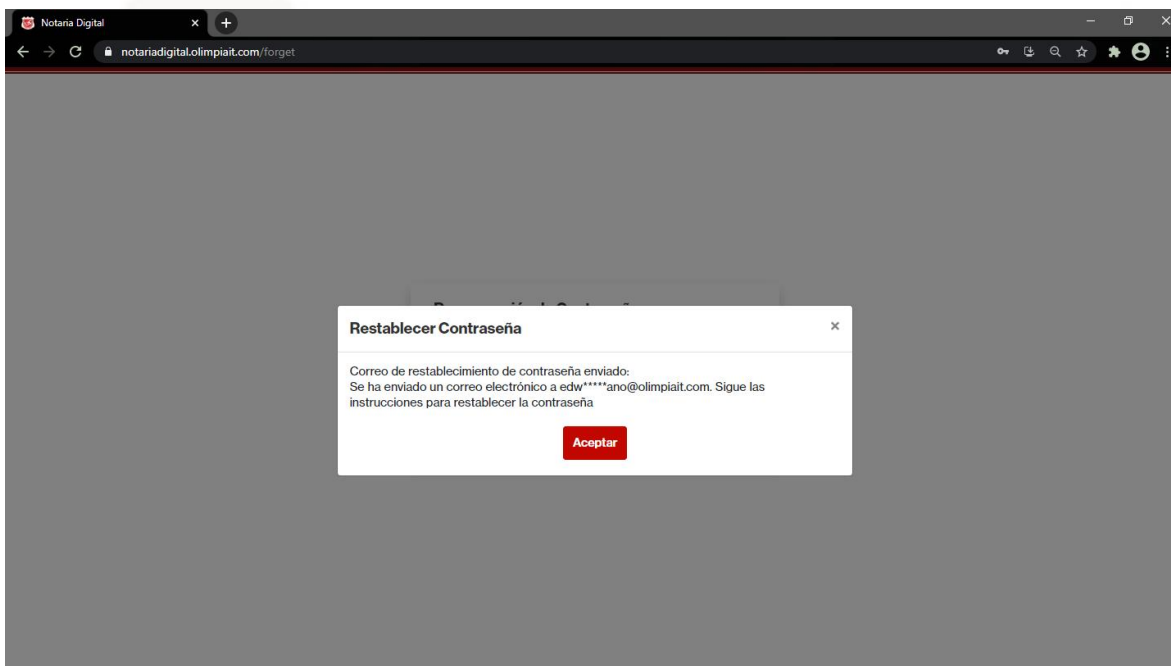 Notaria Digital
notariadigital.olimpiait.com/forget
Restablecer Contraseña
Correo de restablecimiento de contraseña enviado:
Se ha enviado un correo electrónico a edw*****ano@olimpiait.com. Sigue las
instrucciones para restablecer la contraseña
Aceptar